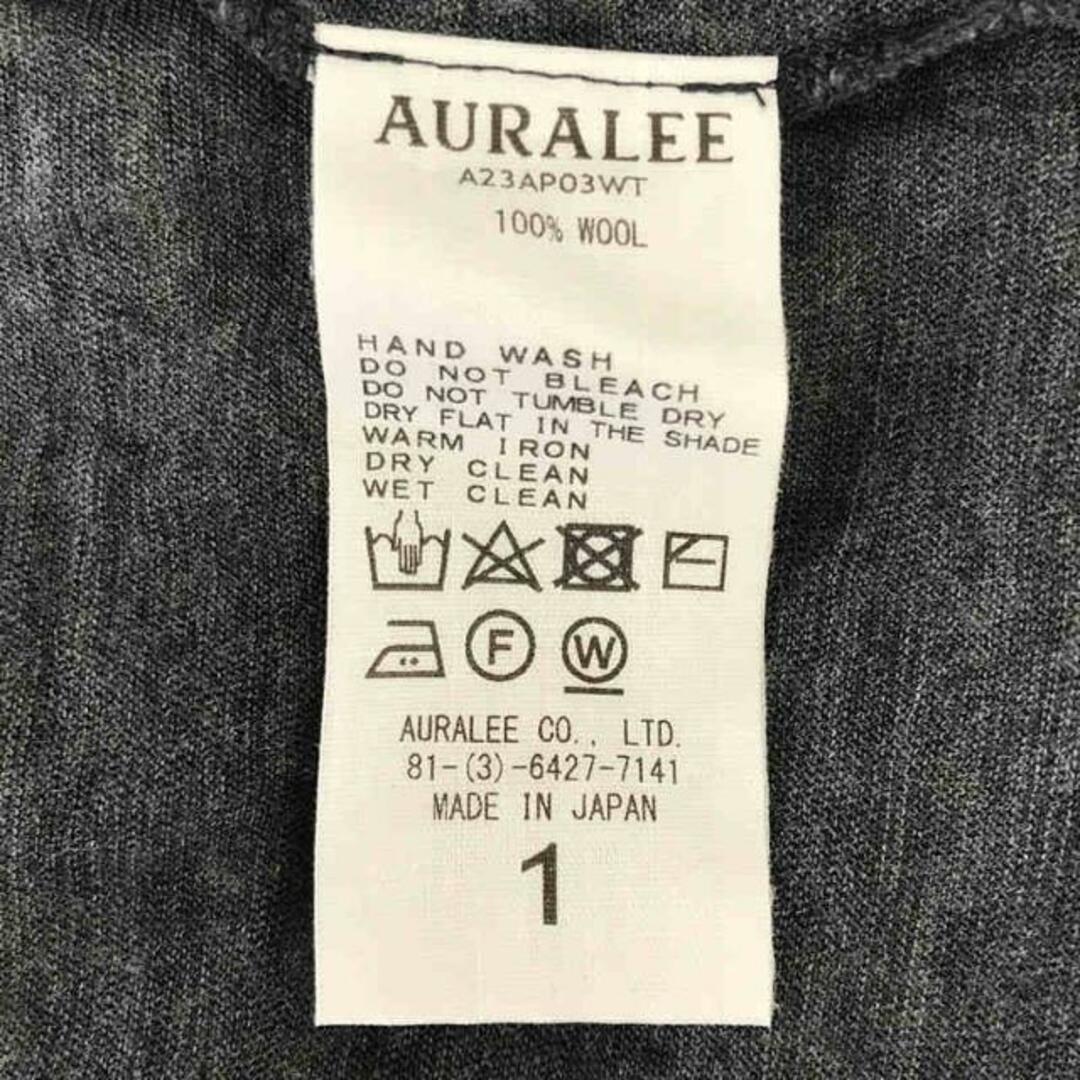 AURALEE
A23AP03WT
100% WOOL
HAND WASH
DO NOT BLEACH
DO NOT TUMBLE DRY
DRY FLAT IN THE SHADE
WARM IRON
DRY CLEAN
WET CLEAN
F W
AURALEE CO., LTD.
81-(3)-6427-7141
MADE IN JAPAN
1